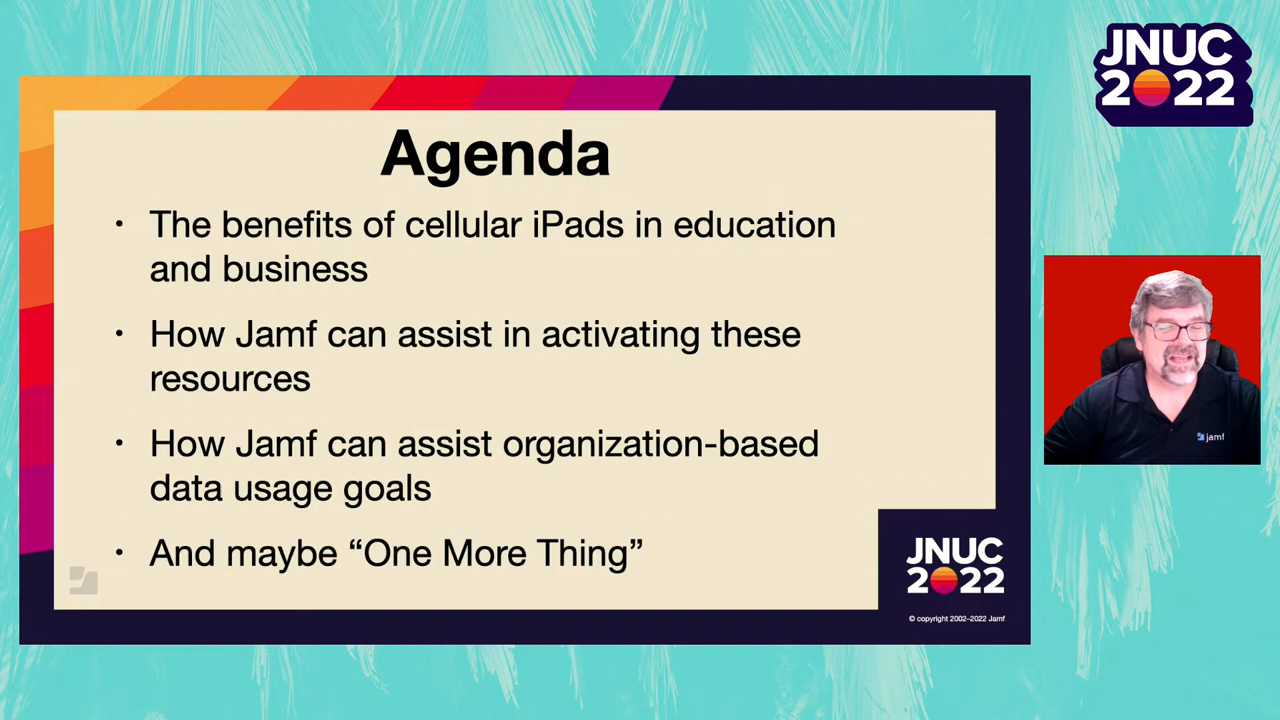 JNUC
2022
Agenda
• The benefits of cellular iPads in education
and business
• How Jamf can assist in activating these
resources
• How Jamf can assist organization-based
data usage goals
• And maybe “One More Thing”
jamf
JNUC
2022
© copyright 2002–2022 Jamf